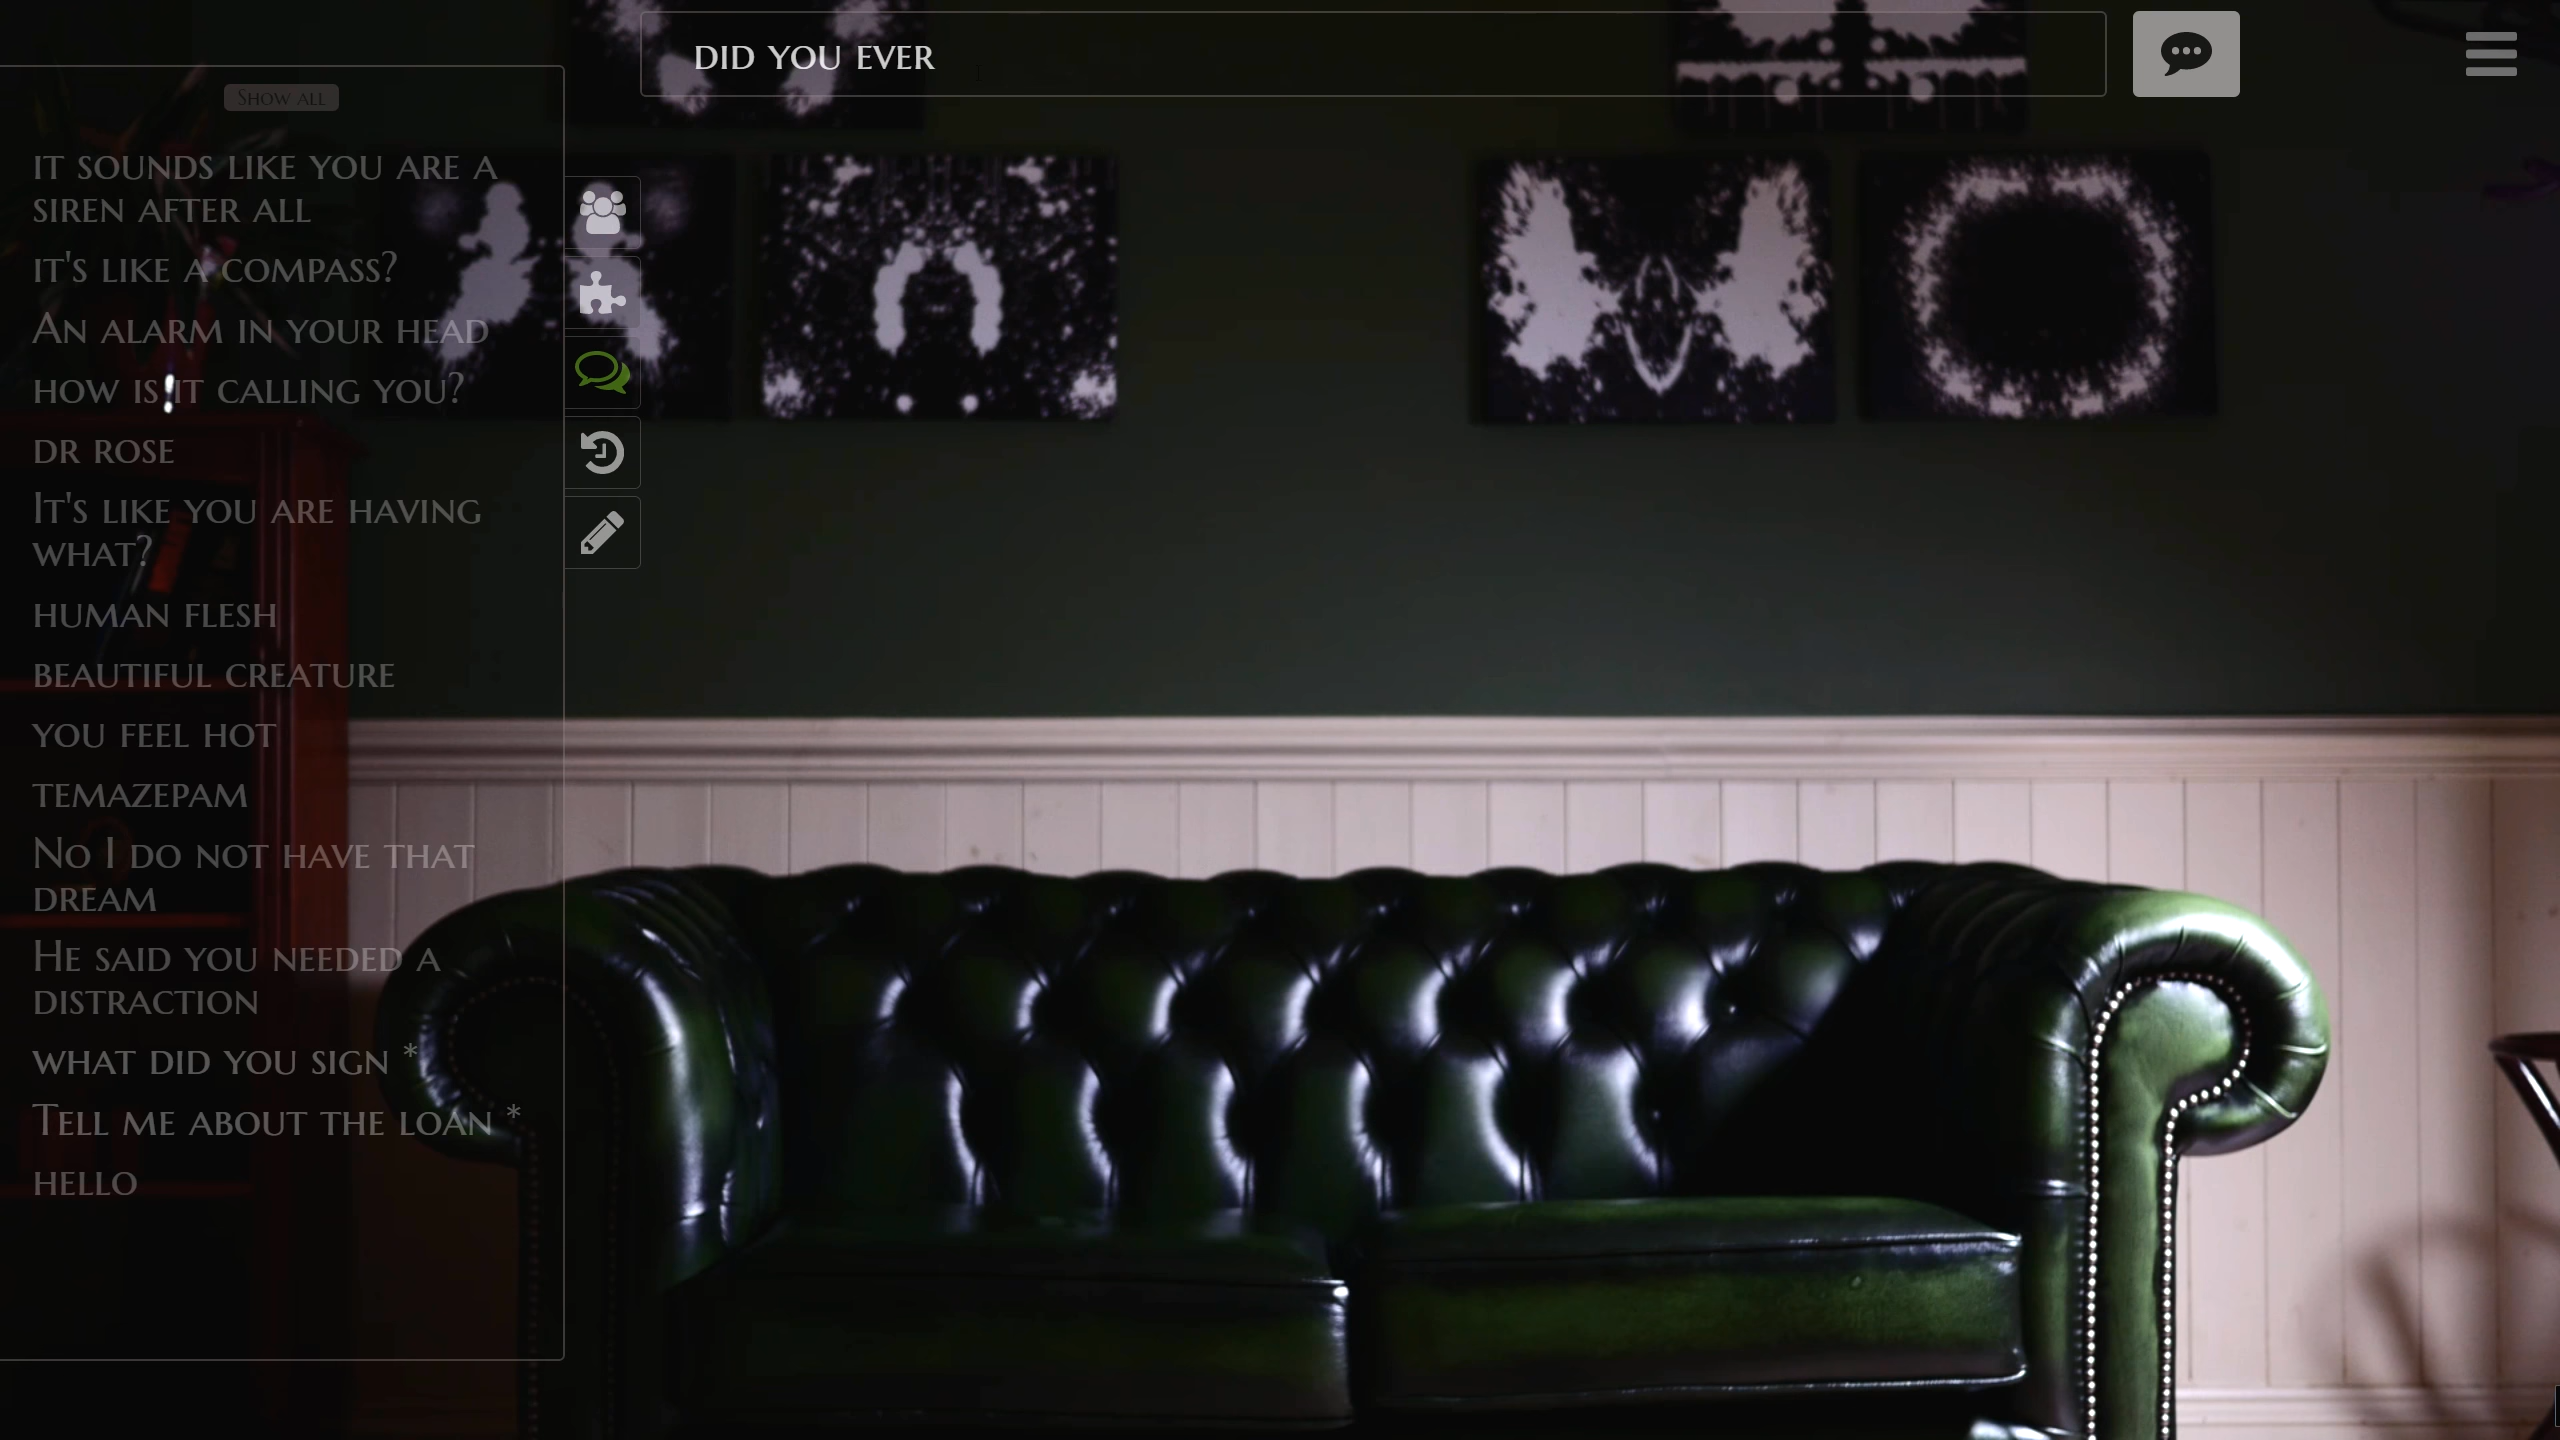 DID YOU EVER
Show all
it sounds like you are a
siren after all
it's like a compass?
An alarm in your head
how is it calling you?
dr rose
It's like you are having
what?
human flesh
beautiful creature
you feel hot
temazepam
No I do not have that
dream
He said you needed a
distraction
what did you sign *
Tell me about the loan *
hello